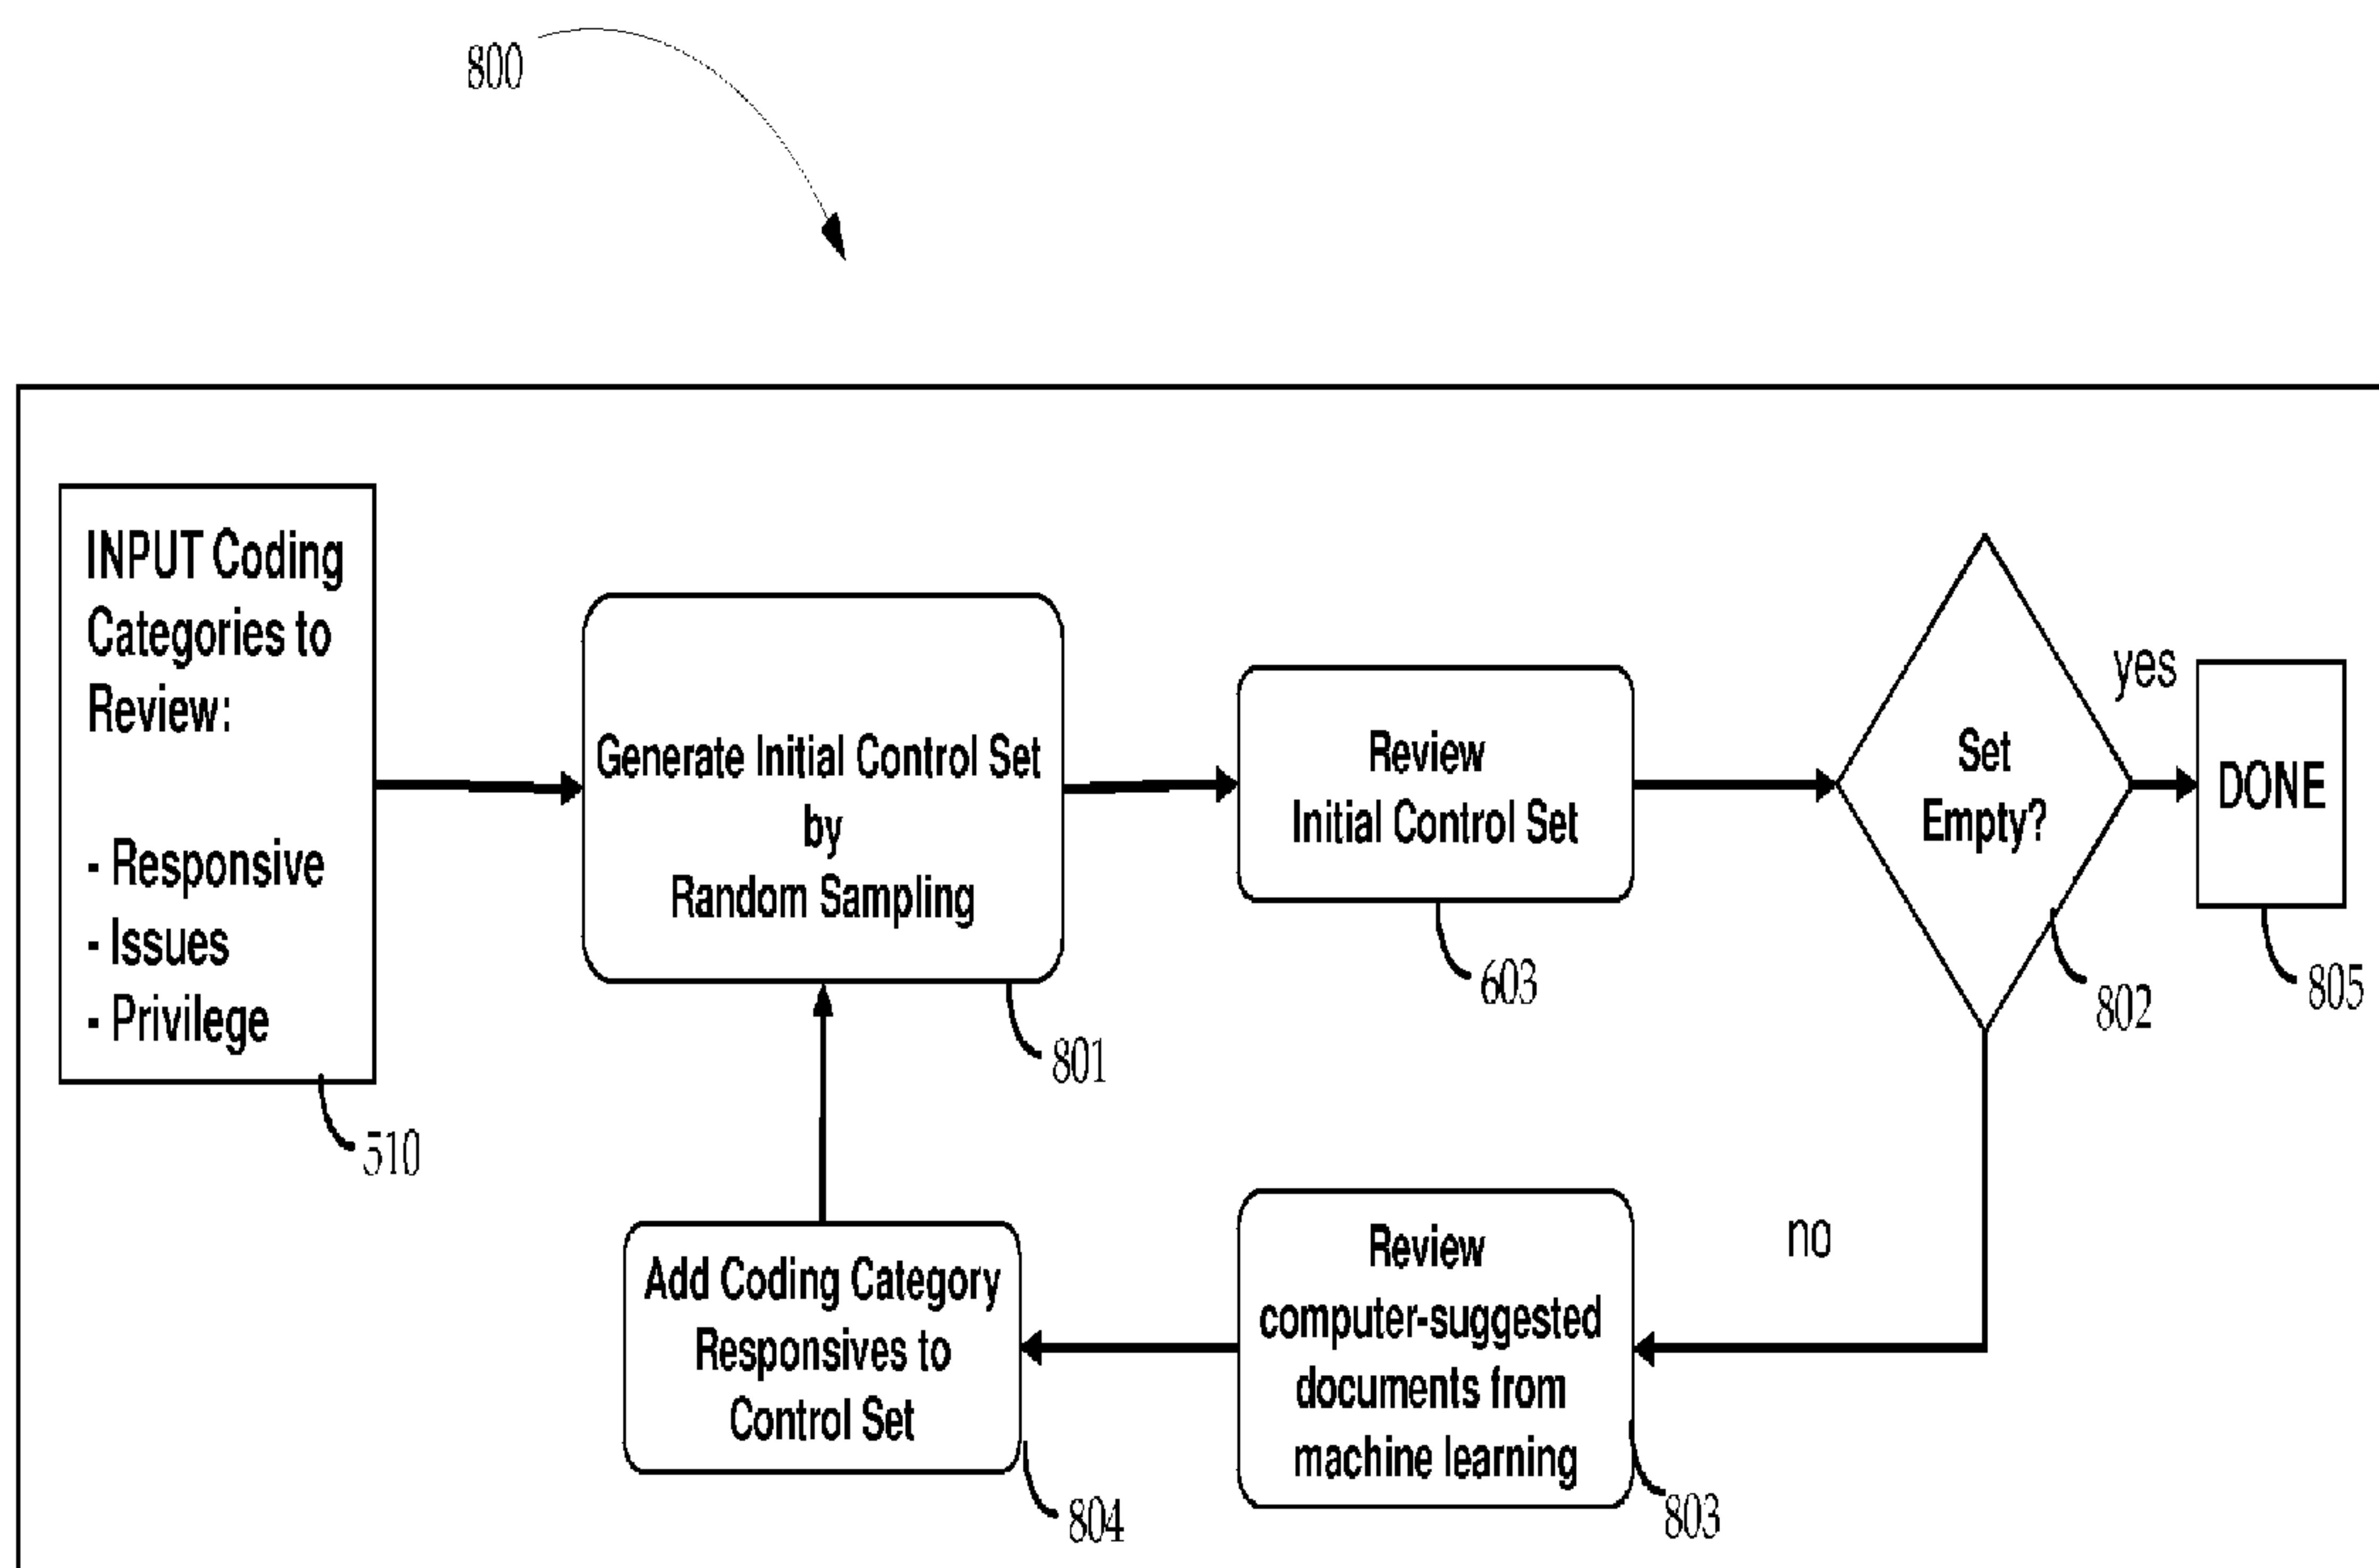 800
INPUT Coding
Categories to
Review:
- Responsive
- Issues
- Privilege
510
Generate Initial Control Set
by
Random Sampling
801
Review
Initial Control Set
603
Set
Empty?
802
yes
DONE
805
no
Review
computer-suggested
documents from
machine learning
803
Add Coding Category
Responsives to
Control Set
804